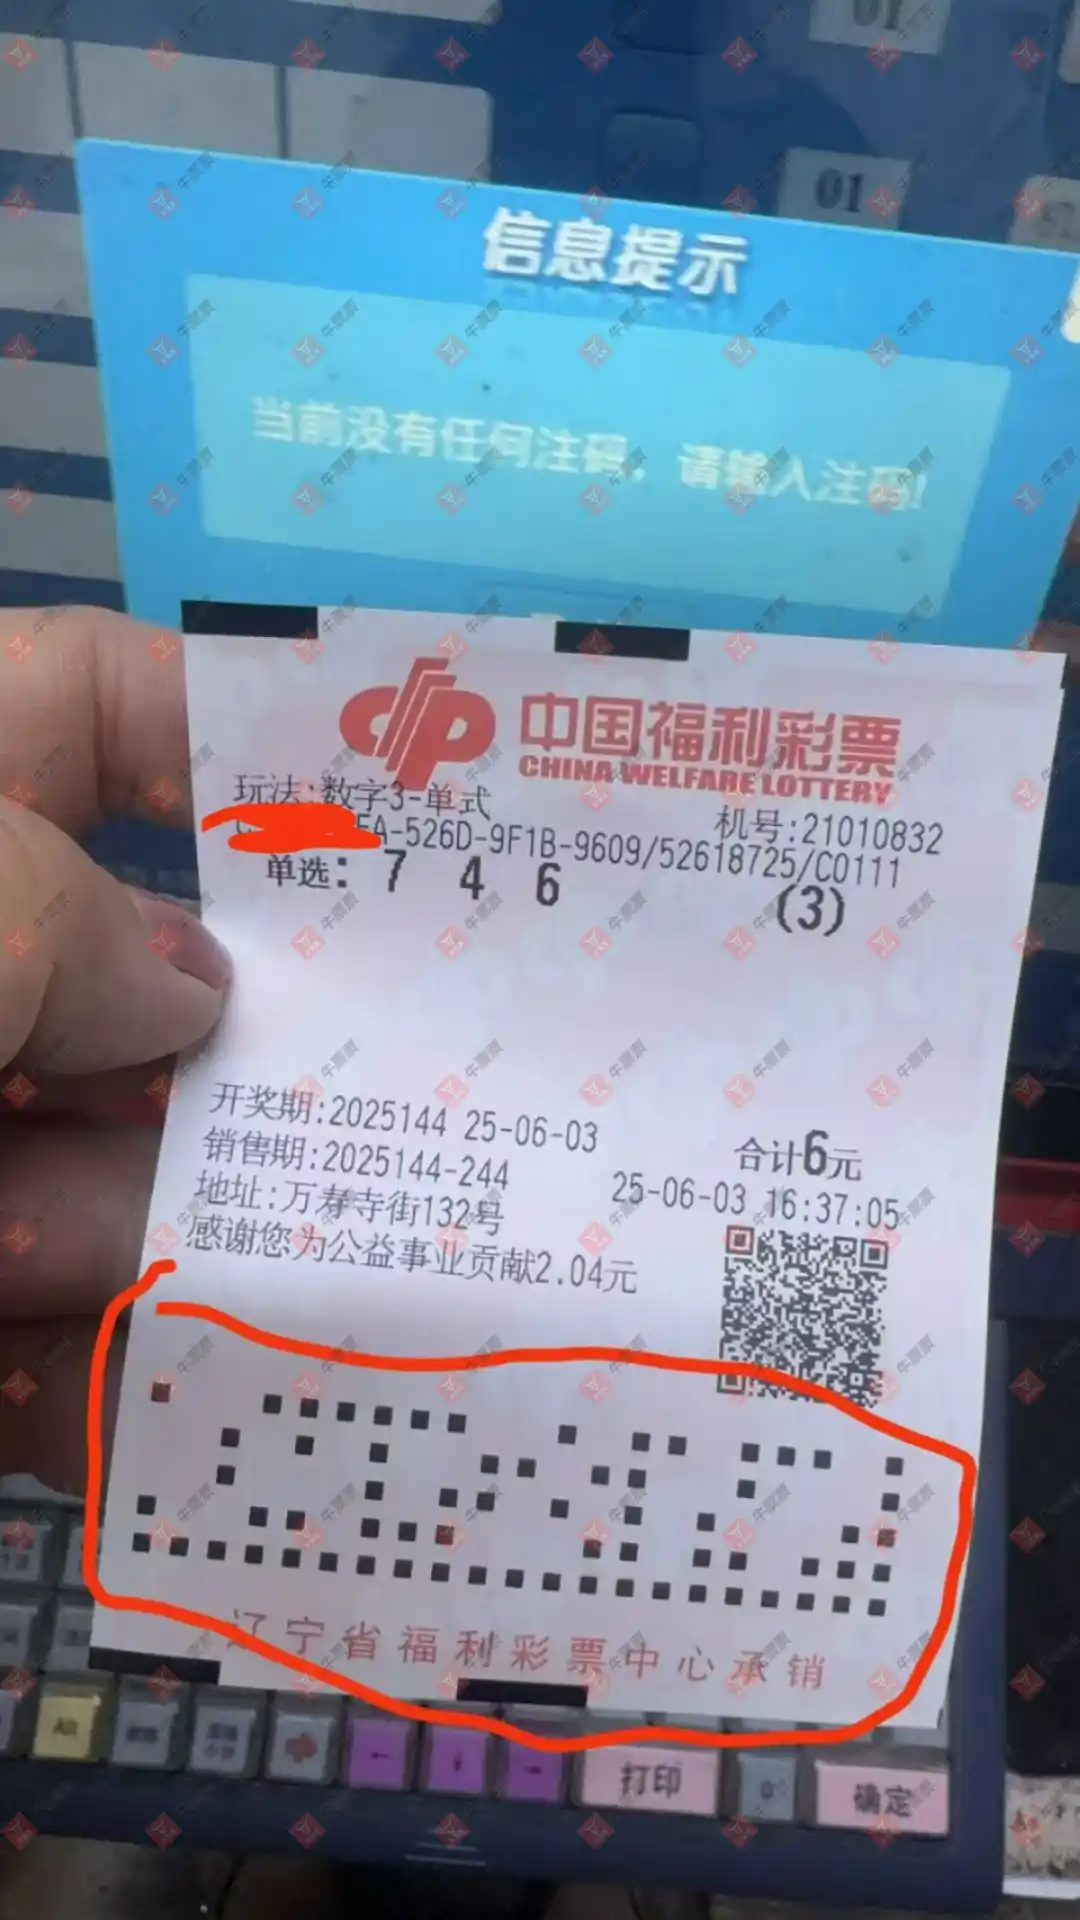 01
01
信息提示
当前没有任何注码，请输入注码!
中国福利彩票
CHINA WELFARE LOTTERY
玩法:数字3-单式
机号:21010832
FA-526D-9F1B-9609/52618725/C0111
单选: 7 4 6 (3)
开奖期:2025144 25-06-03
销售期:2025144-244
合计6元
地址:万寿寺街132号
25-06-03 16:37:05
感谢您为公益事业贡献2.04元
辽宁省福利彩票中心承销
打印
确定
牛票票